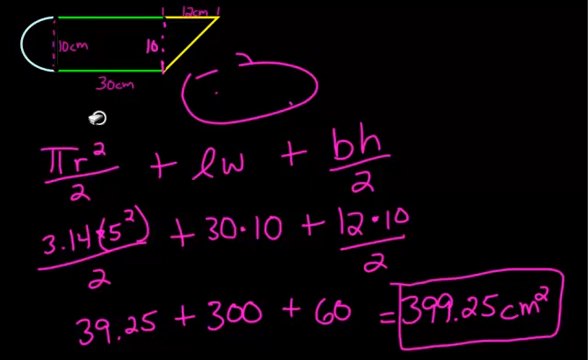 12cm
10cm 10
30cm
πr²/2 + lw + bh/2
3.14(5²)/2 + 30·10 + 12·10/2
39.25 + 300 + 60 = 399.25cm²